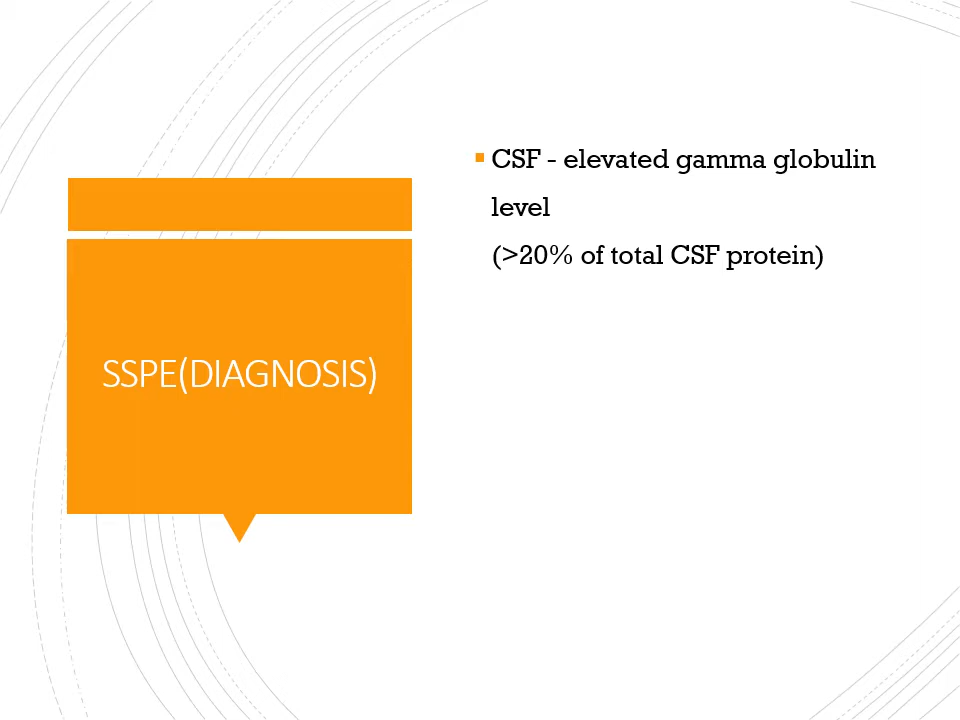 SSPE(DIAGNOSIS)
CSF - elevated gamma globulin
level
(>20% of total CSF protein)